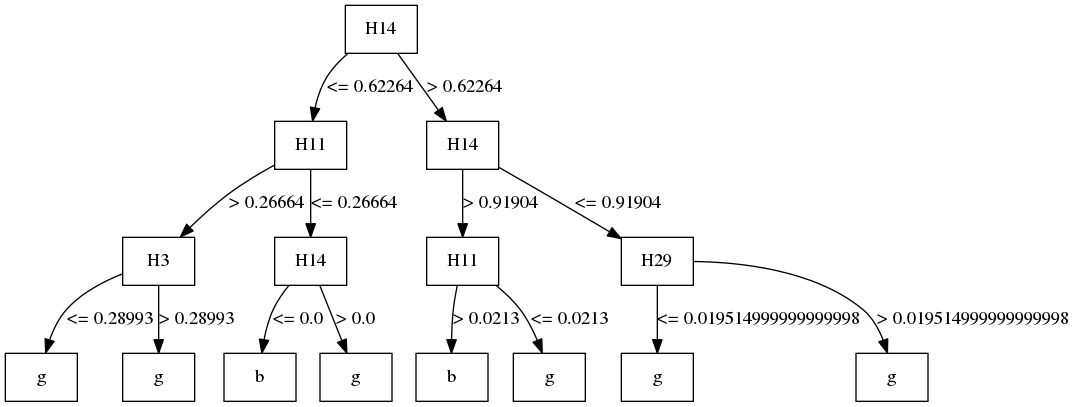 H14
<= 0.62264 > 0.62264
H11 H14
> 0.26664 <= 0.26664 > 0.91904 <= 0.91904
H3 H14 H11 H29
<= 0.28993 > 0.28993 <= 0.0 > 0.0 > 0.0213 <= 0.0213 <= 0.019514999999999998 > 0.019514999999999998
g g b g b g g g